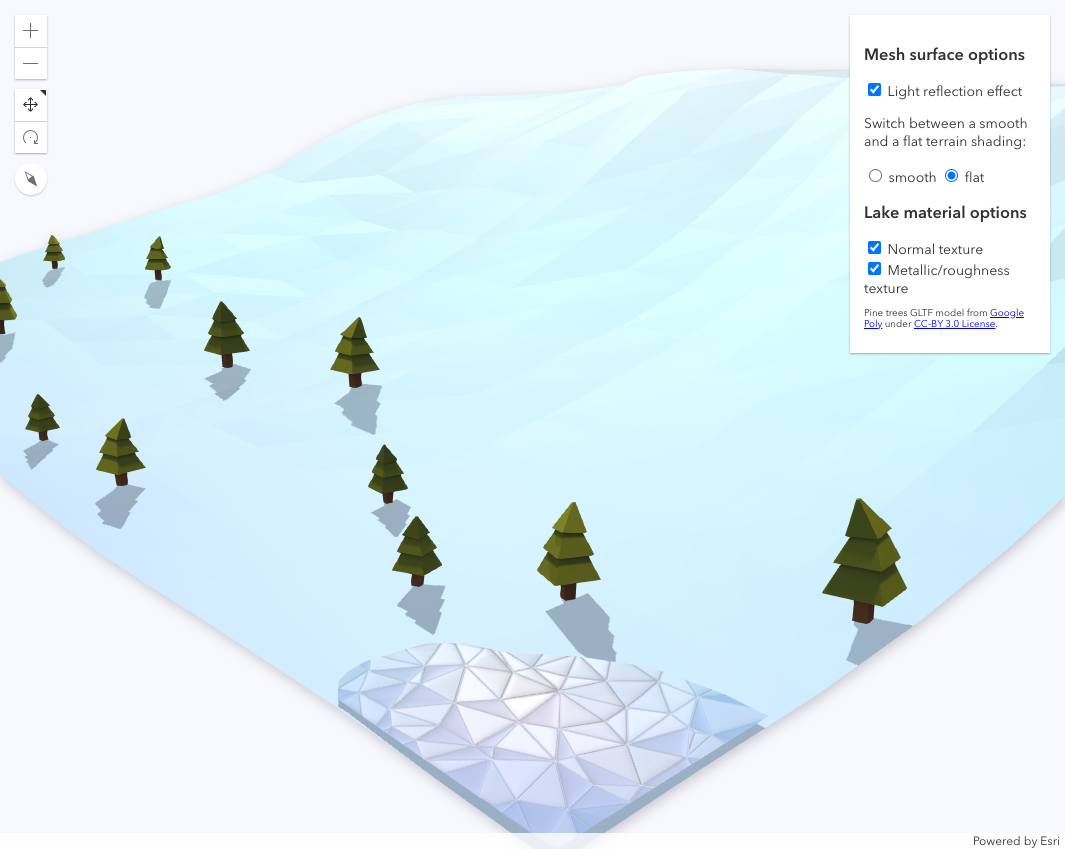 Mesh surface options
Light reflection effect
Switch between a smooth
and a flat terrain shading:
smooth flat
Lake material options
Normal texture
Metallic/roughness
texture
Pine trees GLTF model from Google
Poly under CC-BY 3.0 License.
Powered by Esri